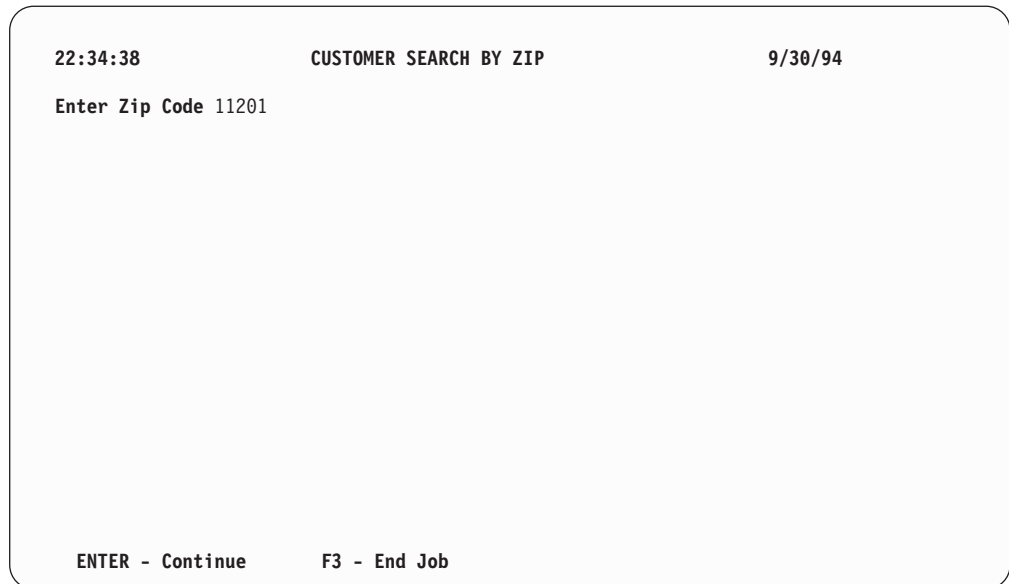 22:34:38 CUSTOMER SEARCH BY ZIP 9/30/94
Enter Zip Code 11201
ENTER - Continue F3 - End Job